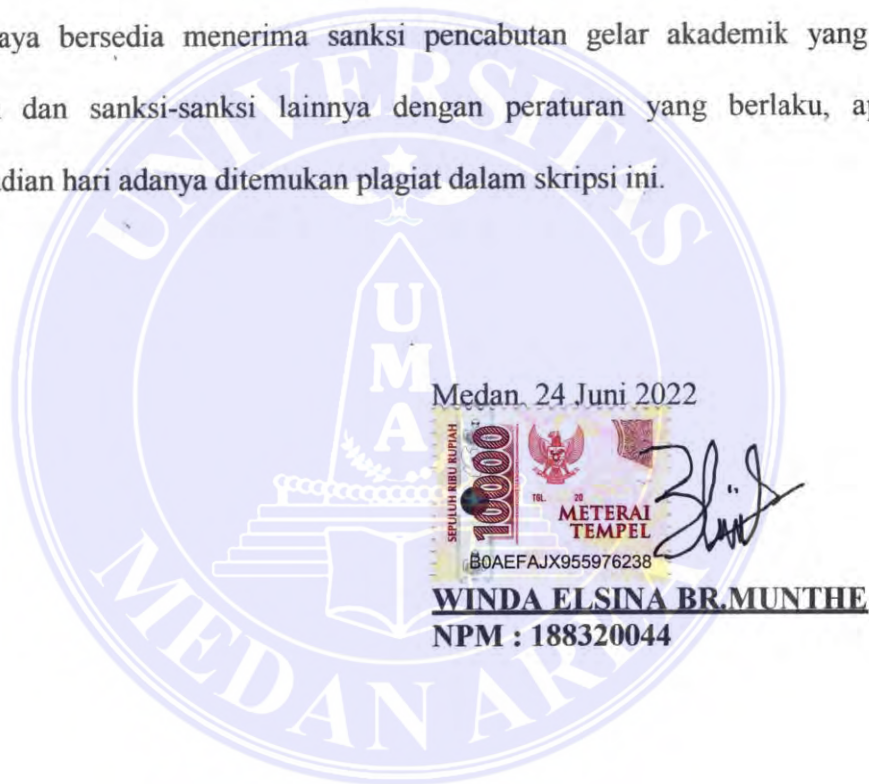 aya bersedia menerima sanksi pencabutan gelar akademik yang
dan sanksi-sanksi lainnya dengan peraturan yang berlaku, ap
dian hari adanya ditemukan plagiat dalam skripsi ini.
UNIVERSITAS
UMA
MEDAN AREA
Medan, 24 Juni 2022
SEPULUH RIBU RUPIAH
10000
TGL. 20
METERAI
TEMPEL
B0AEFAJX955976238
WINDA ELSINA BR.MUNTHE
NPM : 188320044